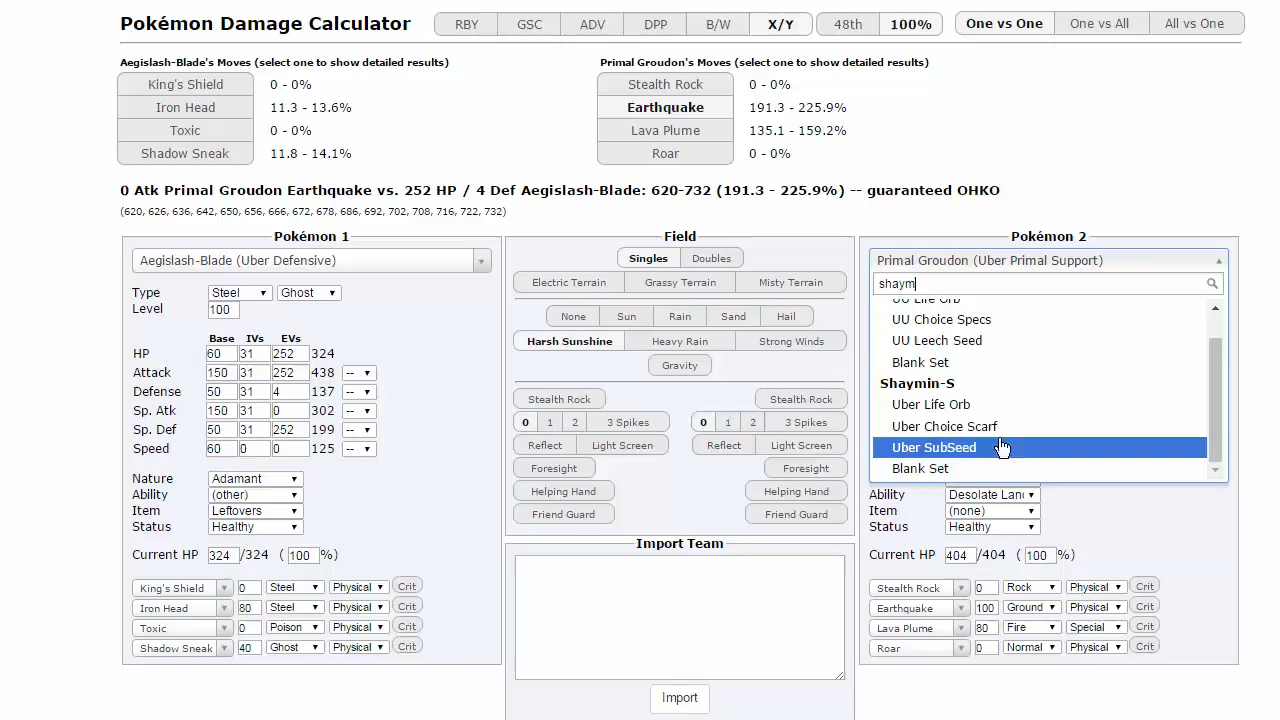 Pokémon Damage Calculator RBY GSC ADV DPP B/W X/Y 48th 100% One vs One One vs All All vs One
Aegislash-Blade's Moves (select one to show detailed results)
King's Shield 0 - 0%
Iron Head 11.3 - 13.6%
Toxic 0 - 0%
Shadow Sneak 11.8 - 14.1%
Primal Groudon's Moves (select one to show detailed results)
Stealth Rock 0 - 0%
Earthquake 191.3 - 225.9%
Lava Plume 135.1 - 159.2%
Roar 0 - 0%
0 Atk Primal Groudon Earthquake vs. 252 HP / 4 Def Aegislash-Blade: 620-732 (191.3 - 225.9%) -- guaranteed OHKO
(620, 626, 636, 642, 650, 656, 666, 672, 678, 686, 692, 702, 708, 716, 722, 732)
Pokémon 1
Aegislash-Blade (Uber Defensive)
Type Steel Ghost
Level 100
Base IVs EVs
HP 60 31 252 324
Attack 150 31 252 438 --
Defense 50 31 4 137 --
Sp. Atk 150 31 0 302 --
Sp. Def 50 31 252 199 --
Speed 60 0 0 125 --
Nature Adamant
Ability (other)
Item Leftovers
Status Healthy
Current HP 324/324 ( 100 %)
King's Shield 0 Steel Physical Crit
Iron Head 80 Steel Physical Crit
Toxic 0 Poison Physical Crit
Shadow Sneak 40 Ghost Physical Crit
Field
Singles Doubles
Electric Terrain Grassy Terrain Misty Terrain
None Sun Rain Sand Hail
Harsh Sunshine Heavy Rain Strong Winds
Gravity
Stealth Rock Stealth Rock
0 1 2 3 Spikes 0 1 2 3 Spikes
Reflect Light Screen Reflect Light Screen
Foresight Foresight
Helping Hand Helping Hand
Friend Guard Friend Guard
Import Team
Import
Pokémon 2
Primal Groudon (Uber Primal Support)
shaym
UU Life Orb
UU Choice Specs
UU Leech Seed
Blank Set
Shaymin-S
Uber Life Orb
Uber Choice Scarf
Uber SubSeed
Blank Set
Ability Desolate Lan
Item (none)
Status Healthy
Current HP 404/404 ( 100 %)
Stealth Rock 0 Rock Physical Crit
Earthquake 100 Ground Physical Crit
Lava Plume 80 Fire Special Crit
Roar 0 Normal Physical Crit